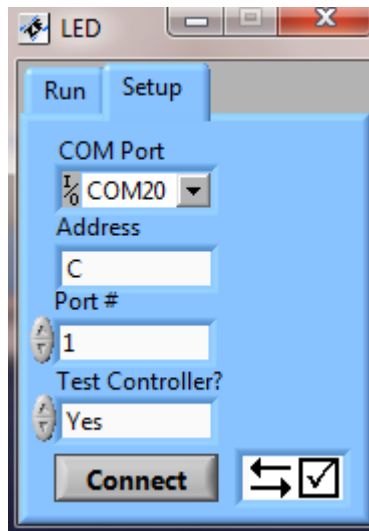 LED
Run Setup
COM Port
I/O COM20
Address
C
Port #
1
Test Controller?
Yes
Connect